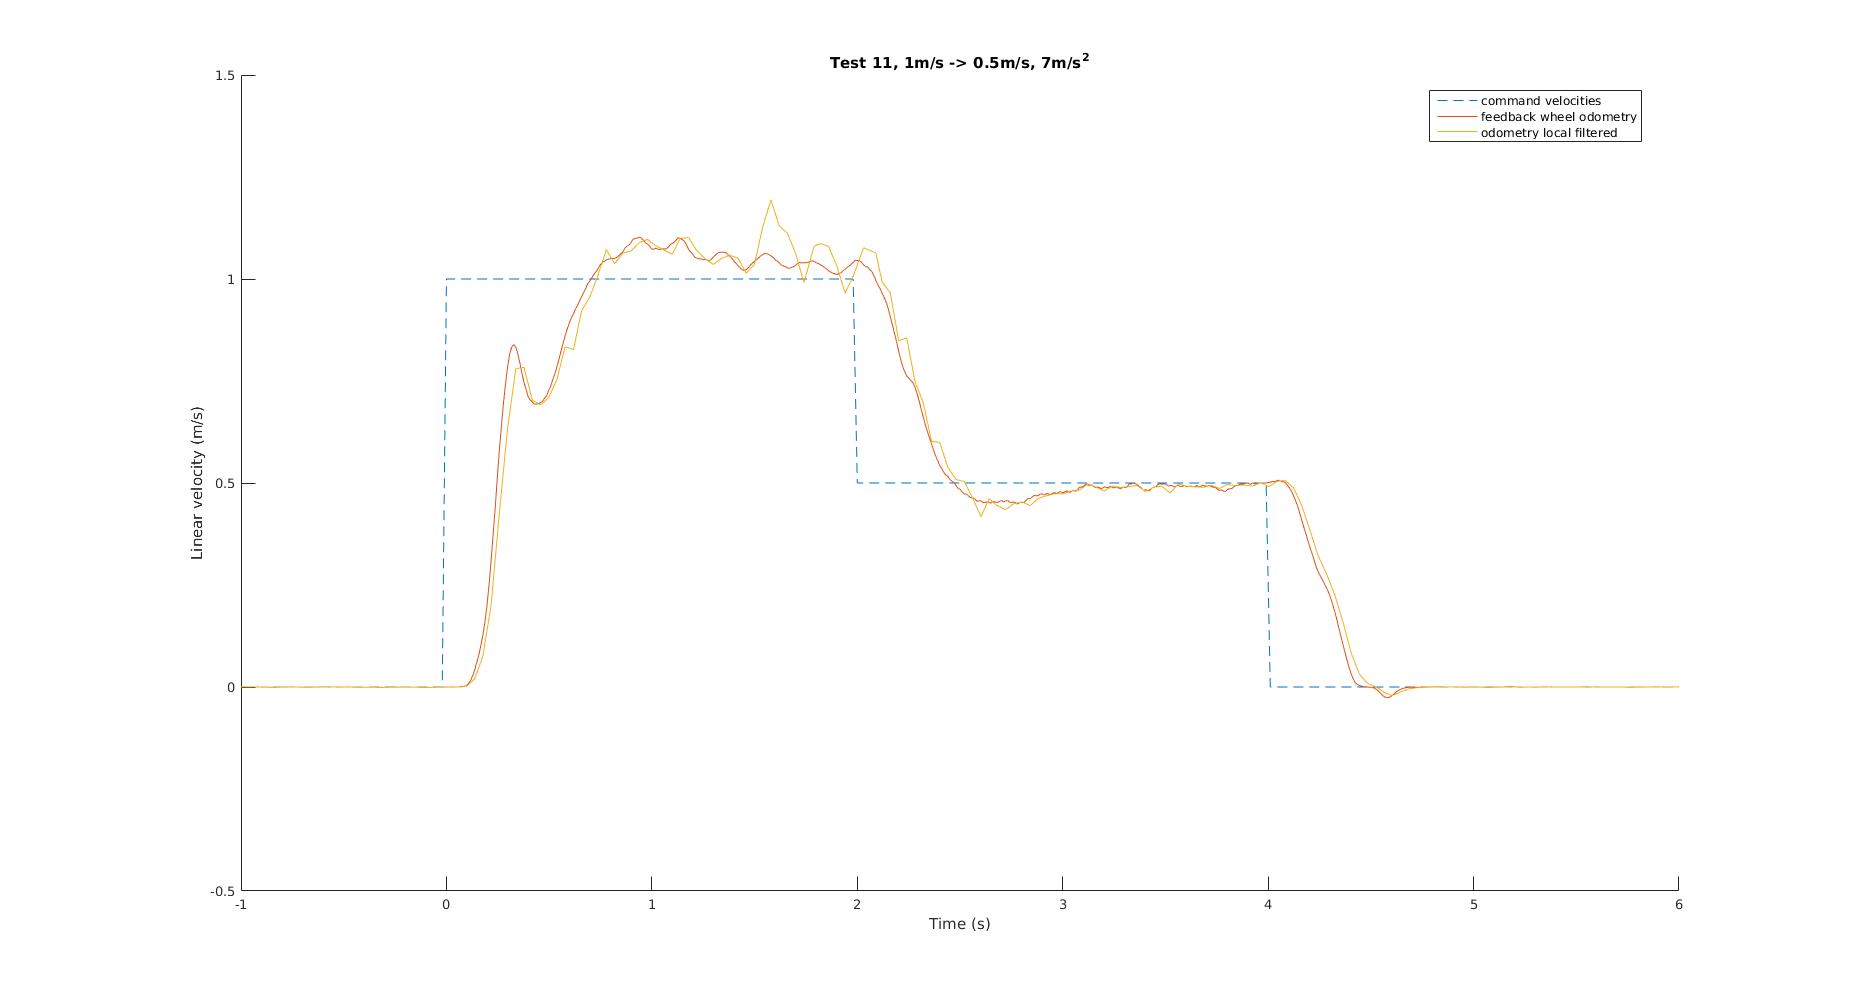 Test 11, 1m/s -> 0.5m/s, 7m/s²
command velocities
feedback wheel odometry
odometry local filtered
1.5
1
0.5
0
-0.5
Linear velocity (m/s)
-1 0 1 2 3 4 5 6
Time (s)